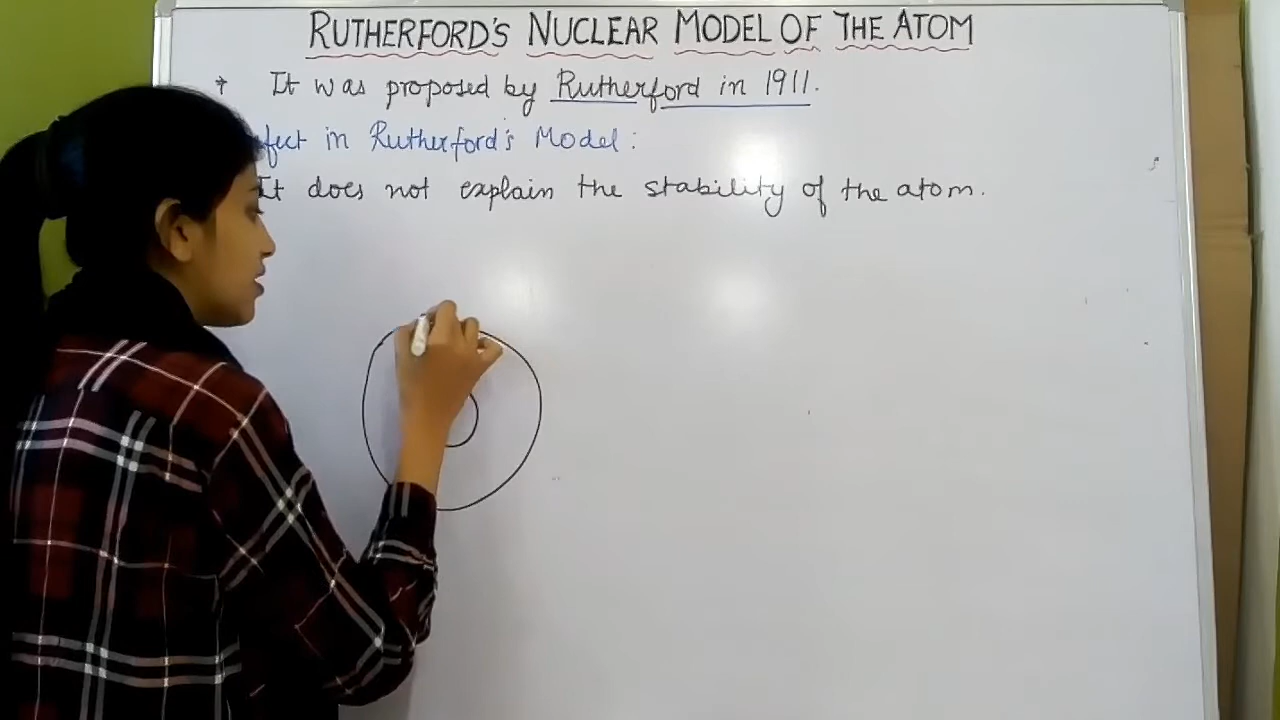 RUTHERFORD'S NUCLEAR MODEL OF THE ATOM
→ It was proposed by Rutherford in 1911.
in Rutherford's Model:
It does not explain the stability of the atom.